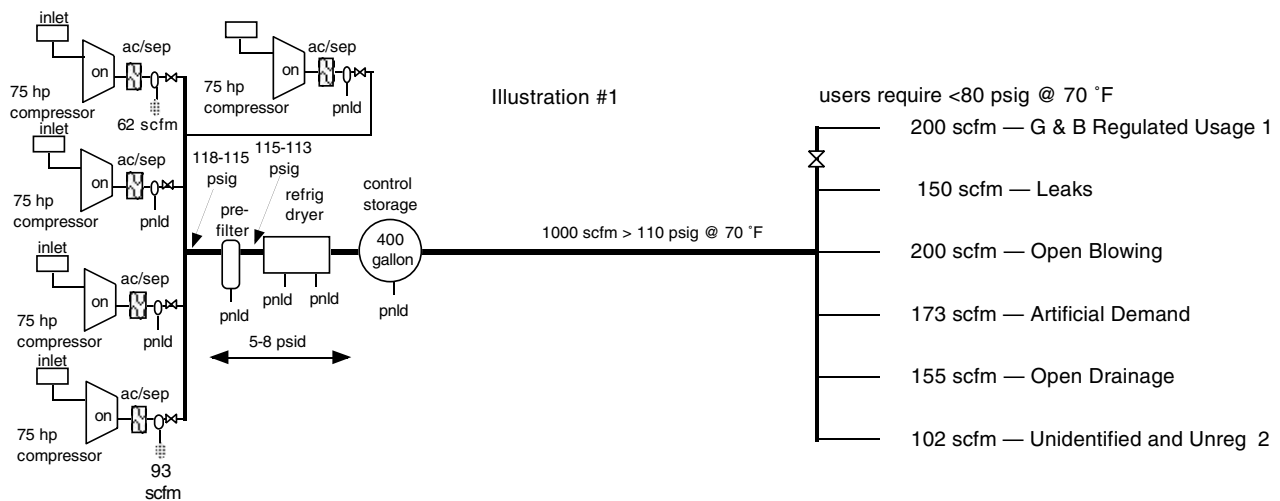 inlet
ac/sep
on
75 hp
compressor
62 scfm
ac/sep
on
75 hp
compressor
pnld
inlet
ac/sep
on
75 hp
compressor
pnld
inlet
ac/sep
on
75 hp
compressor
pnld
inlet
ac/sep
on
75 hp
compressor
93
scfm
118-115
psig
115-113
psig
pre-
filter
pnld
refrig
dryer
pnld
pnld
5-8 psid
control
storage
400
gallon
pnld
Illustration #1
1000 scfm > 110 psig @ 70 ˚F
users require <80 psig @ 70 ˚F
200 scfm — G & B Regulated Usage 1
150 scfm — Leaks
200 scfm — Open Blowing
173 scfm — Artificial Demand
155 scfm — Open Drainage
102 scfm — Unidentified and Unreg 2